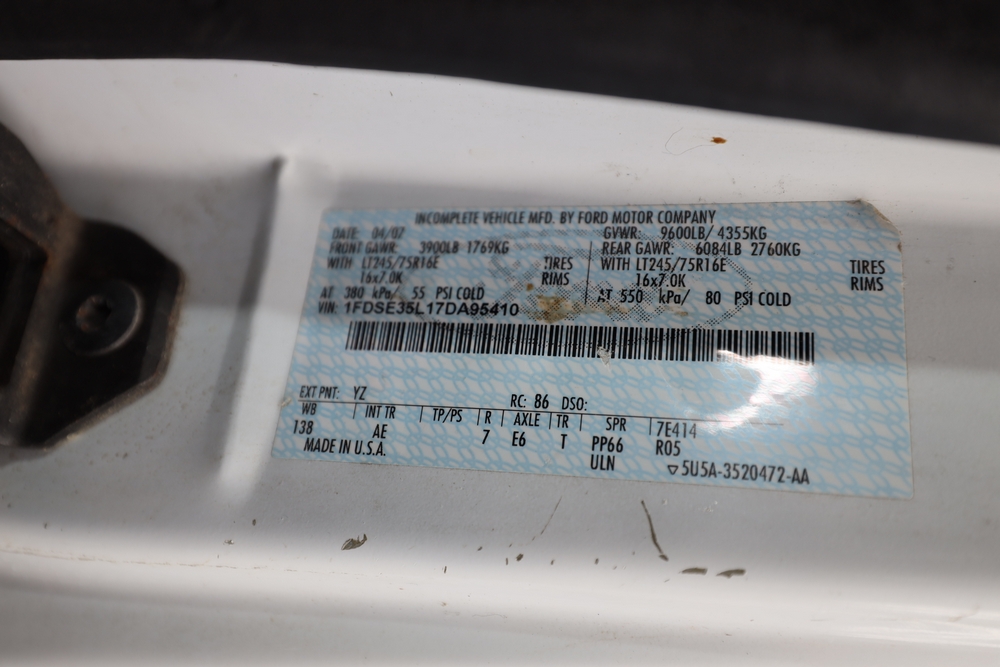 INCOMPLETE VEHICLE MFD. BY FORD MOTOR COMPANY
DATE: 04/07 GVWR: 9600LB/ 4355KG
FRONT GAWR: 3900LB 1769KG REAR GAWR: 6084LB 2760KG
WITH LT245/75R16E TIRES WITH LT245/75R16E TIRES
16x7.0K RIMS 16x7.0K RIMS
AT 380 kPa/ 55 PSI COLD AT 550 kPa/ 80 PSI COLD
VIN: 1FDSE35L17DA95410
EXT PNT: YZ RC: 86 DSO:
WB | INT TR | TP/PS | R | AXLE | TR | SPR 7E414
138 AE 7 E6 T PP66 R05
MADE IN U.S.A. ULN ▽5U5A-3520472-AA